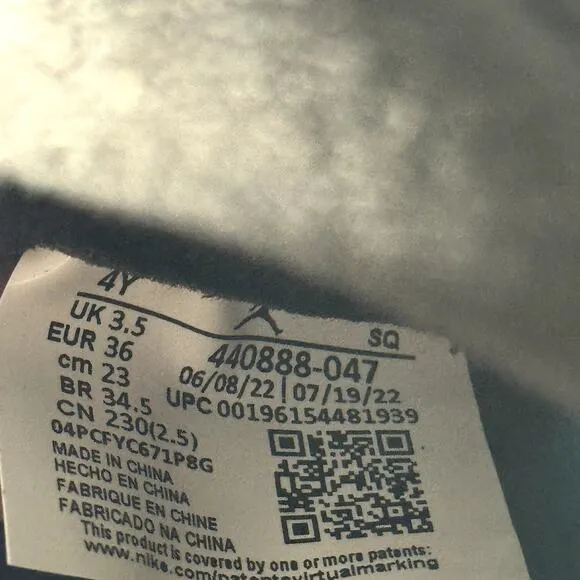 4Y
UK 3.5
EUR 36
cm 23
BR 34.5
CN 230(2.5)
04PCFYC671P8G
MADE IN CHINA
HECHO EN CHINA
FABRIQUE EN CHINE
FABRICADO NA CHINA
SQ
440888-047
06/08/22 | 07/19/22
UPC 00196154481939
This product is covered by one or more patents:
www.nike.com/patentsvirtualmarking